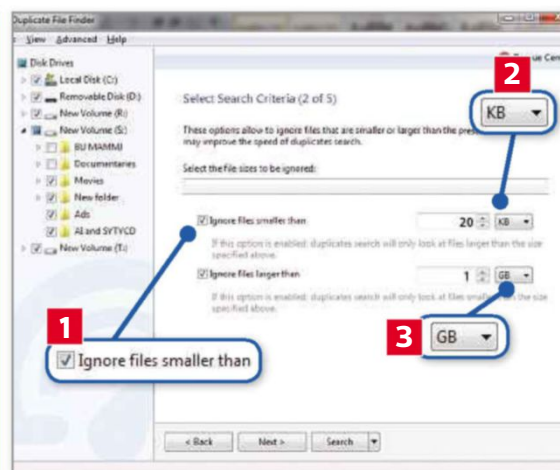 Duplicate File Finder
View Advanced Help
Disk Drives
Local Disk (C:)
Removable Disk (D:)
New Volume (R:)
New Volume (S:)
BU MAMMI
Documentaries
Movies
New folder
Ads
AI and SYTYCD
New Volume (T:)
2
KB
Select Search Criteria (2 of 5)
These options allow to ignore files that are smaller or larger than the
may improve the speed of duplicates search.
Select the file sizes to be ignored:
Ignore files smaller than 20 KB
If this option is enabled: duplicates search will only look at files larger than the size
specified above.
Ignore files larger than 1 GB
If this option is enabled: duplicates search will only look at files the size
specified above.
1
Ignore files smaller than
3
GB
< Back Next > Search